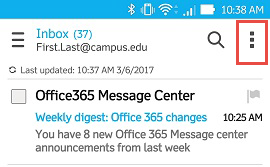 10:38 AM
Inbox (37)
First.Last@campus.edu
Last updated: 10:37 AM 3/6/2017
Office365 Message Center
Weekly digest: Office 365 changes 10:25 AM
You have 8 new Office 365 Message center
announcements from last week